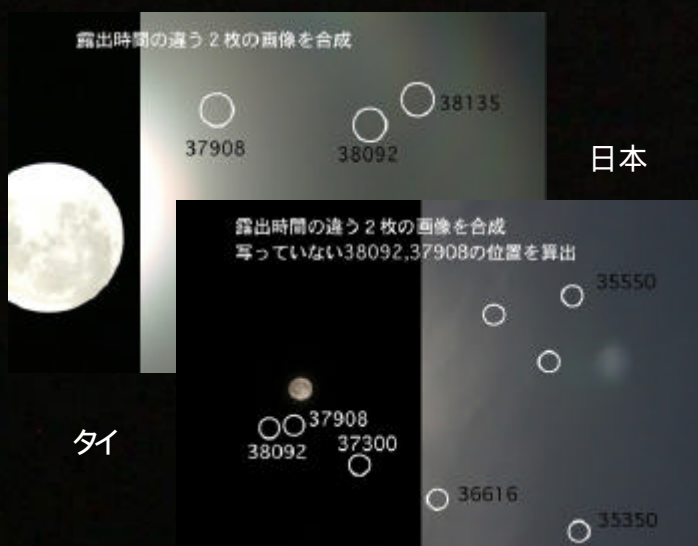 露出時間の違う２枚の画像を合成
38135
37908
38092
日本
露出時間の違う２枚の画像を合成
写っていない38092,37908の位置を算出
35550
37908
38092
37300
タイ
36616
35350